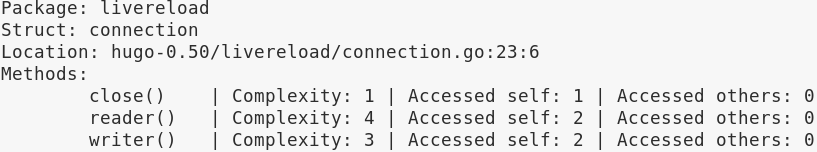 Package: livereload
Struct: connection
Location: hugo-0.50/livereload/connection.go:23:6
Methods:
        close()    | Complexity: 1 | Accessed self: 1 | Accessed others: 0
        reader()   | Complexity: 4 | Accessed self: 2 | Accessed others: 0
        writer()   | Complexity: 3 | Accessed self: 2 | Accessed others: 0